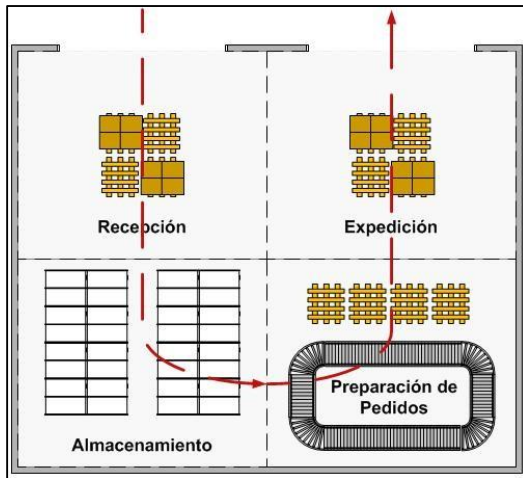 Recepción
Expedición
Almacenamiento
Preparación de
Pedidos